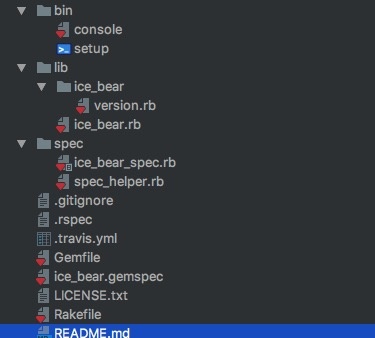 bin
console
setup
lib
ice_bear
version.rb
ice_bear.rb
spec
ice_bear_spec.rb
spec_helper.rb
.gitignore
.rspec
.travis.yml
Gemfile
ice_bear.gemspec
LICENSE.txt
Rakefile
README.md